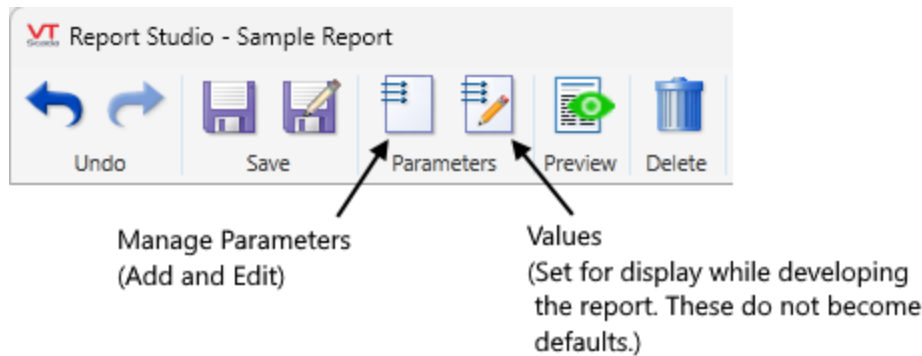 VT
Scada
Report Studio - Sample Report
Undo
Save
Parameters
Preview
Delete
Manage Parameters
(Add and Edit)
Values
(Set for display while developing
the report. These do not become
defaults.)